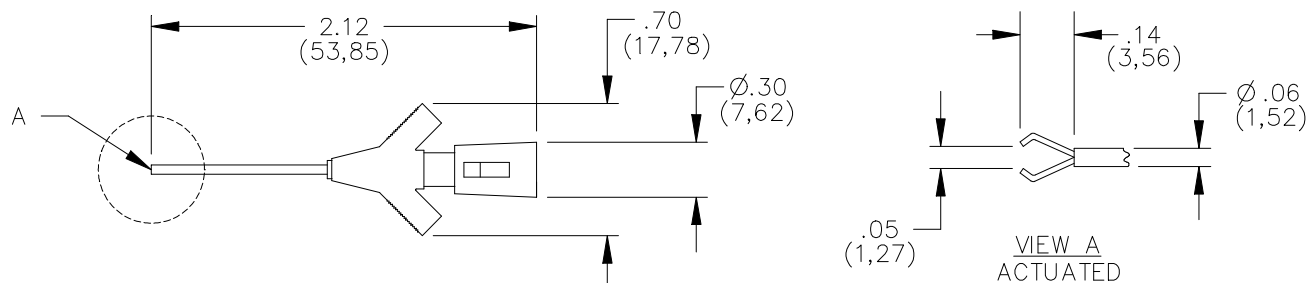 2.12
(53,85)
.70
(17,78)
Ø.30
(7,62)
A
.14
(3,56)
Ø.06
(1,52)
.05
(1,27)
VIEW A
ACTUATED